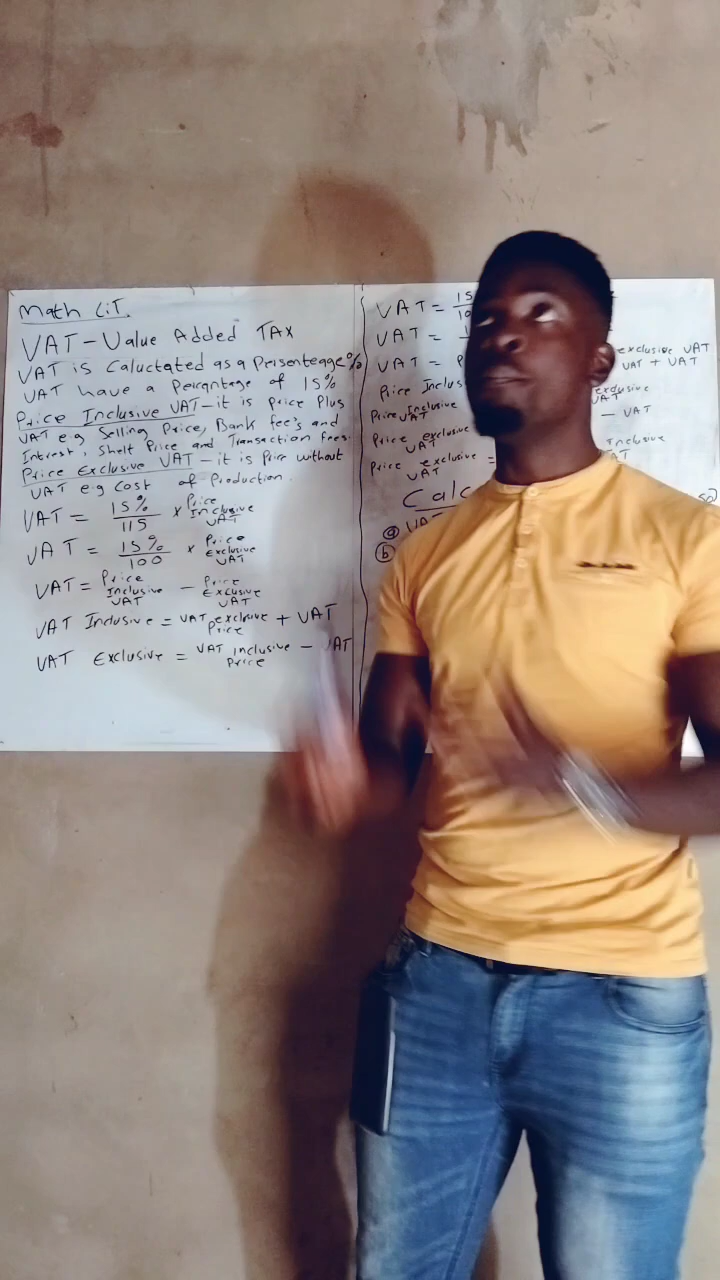 Math Lit.
VAT - Value Added TAX
VAT is Caluctated as a Persenteage %
VAT have a Percentage of 15%
Price Inclusive VAT - it is Price Plus
VAT e.g Selling Price, Bank fee's and
Interest, Shelf Price and Transaction fees.
Price Exclusive VAT - it is Price without
VAT e.g Cost of Production.
VAT = 15%/115 × Price Inclusive VAT
VAT = 15%/100 × Price Exclusive VAT
VAT = Price Inclusive VAT - Price Exclusive VAT
VAT Inclusive = VAT exclusive Price + VAT
VAT Exclusive = VAT Inclusive Price - VAT
VAT = 15
VAT =
VAT =
exclusive VAT
Price Inclus
VAT + VAT
Price Inclusive VAT
exclusive VAT
- VAT
Price exclusive VAT
Inclusive VAT
Price exclusive VAT =
Calc
a VAT
b